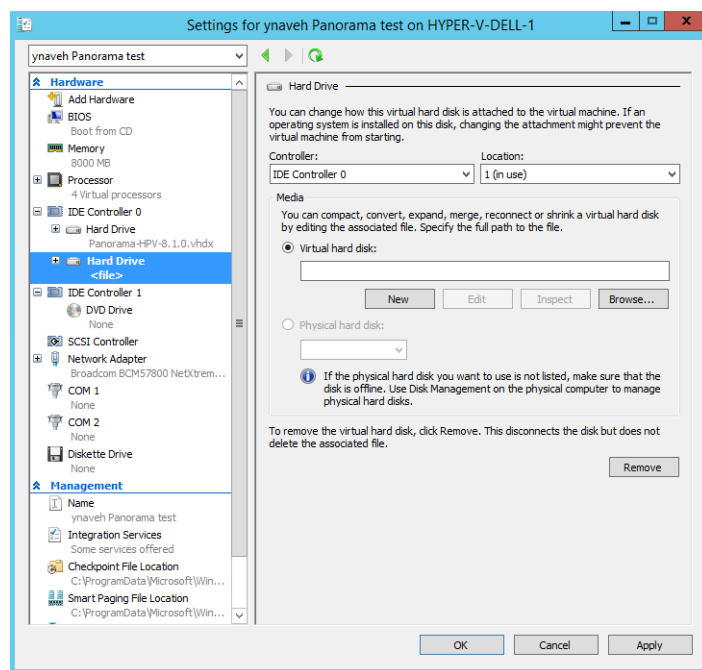 Settings for ynaveh Panorama test on HYPER-V-DELL-1
ynaveh Panorama test
Hardware
Add Hardware
BIOS
Boot from CD
Memory
8000 MB
Processor
4 Virtual processors
IDE Controller 0
Hard Drive
Panorama-HPV-8.1.0.vhdx
Hard Drive
<file>
IDE Controller 1
DVD Drive
None
SCSI Controller
Network Adapter
Broadcom BCM57800 NetXtrem...
COM 1
None
COM 2
None
Diskette Drive
None
Management
Name
ynaveh Panorama test
Integration Services
Some services offered
Checkpoint File Location
C:\ProgramData\Microsoft\Win...
Smart Paging File Location
C:\ProgramData\Microsoft\Win...
Hard Drive
You can change how this virtual hard disk is attached to the virtual machine. If an
operating system is installed on this disk, changing the attachment might prevent the
virtual machine from starting.
Controller: Location:
IDE Controller 0 1 (in use)
Media
You can compact, convert, expand, merge, reconnect or shrink a virtual hard disk
by editing the associated file. Specify the full path to the file.
Virtual hard disk:
New Edit Inspect Browse...
Physical hard disk:
If the physical hard disk you want to use is not listed, make sure that the
disk is offline. Use Disk Management on the physical computer to manage
physical hard disks.
To remove the virtual hard disk, click Remove. This disconnects the disk but does not
delete the associated file.
Remove
OK Cancel Apply